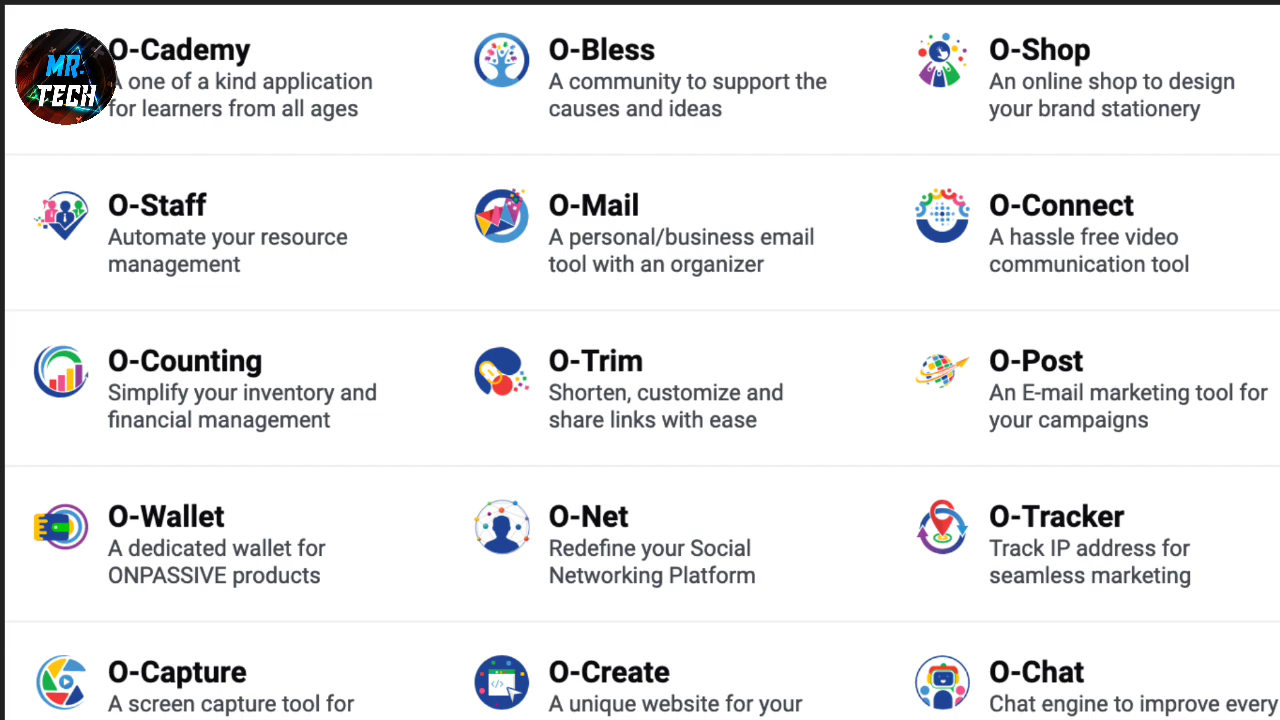 MR.
TECH
O-Cademy
A one of a kind application
for learners from all ages
O-Bless
A community to support the
causes and ideas
O-Shop
An online shop to design
your brand stationery
O-Staff
Automate your resource
management
O-Mail
A personal/business email
tool with an organizer
O-Connect
A hassle free video
communication tool
O-Counting
Simplify your inventory and
financial management
O-Trim
Shorten, customize and
share links with ease
O-Post
An E-mail marketing tool for
your campaigns
O-Wallet
A dedicated wallet for
ONPASSIVE products
O-Net
Redefine your Social
Networking Platform
O-Tracker
Track IP address for
seamless marketing
O-Capture
A screen capture tool for
O-Create
A unique website for your
O-Chat
Chat engine to improve every